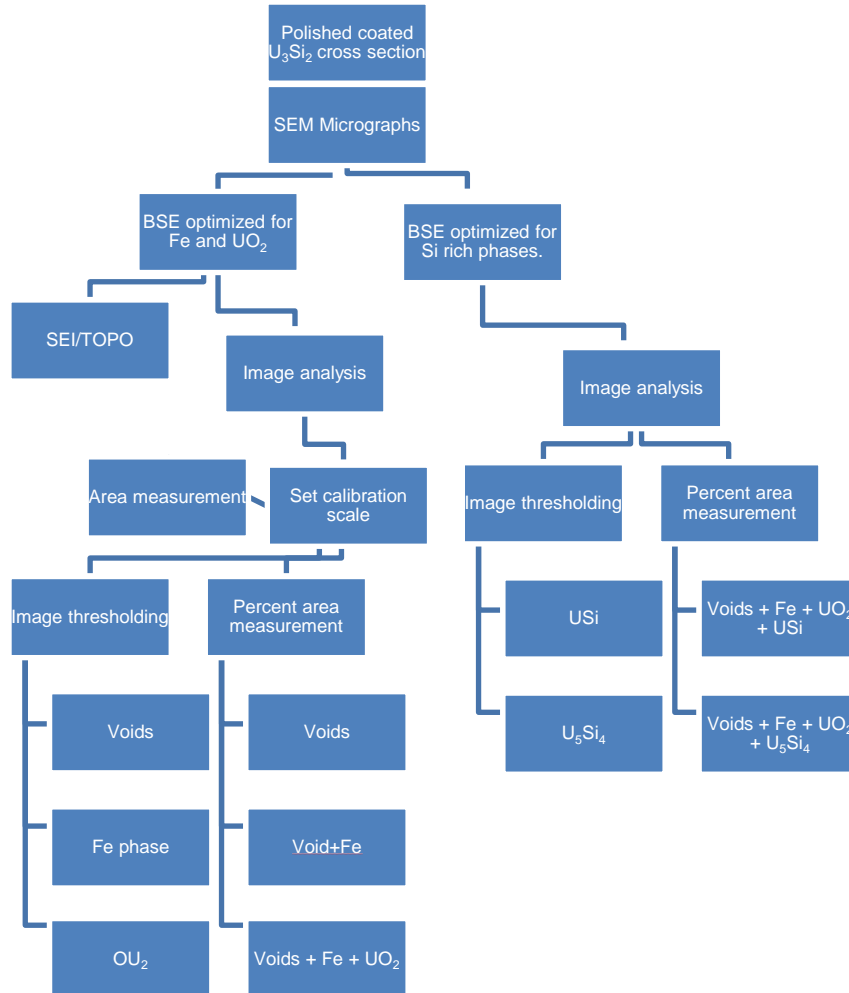 Polished coated
U₃Si₂ cross section
SEM Micrographs
BSE optimized for
Fe and UO₂
BSE optimized for
Si rich phases.
SEI/TOPO
Image analysis
Image analysis
Area measurement
Set calibration
scale
Image thresholding
Percent area
measurement
Image thresholding
Percent area
measurement
USi
Voids + Fe + UO₂
+ USi
Voids
Voids
U₅Si₄
Voids + Fe + UO₂
+ U₅Si₄
Fe phase
Void+Fe
OU₂
Voids + Fe + UO₂